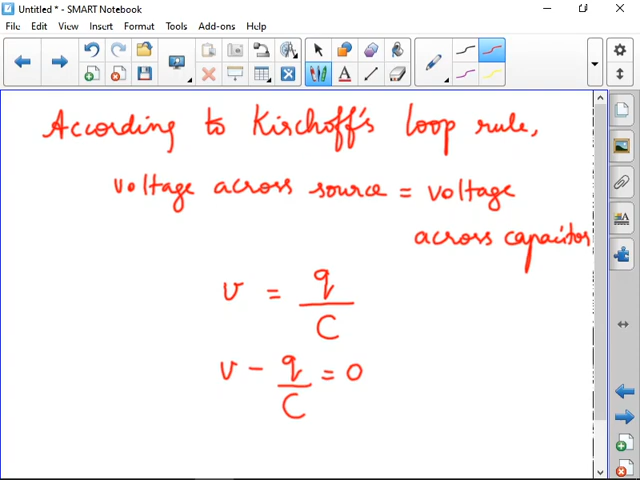 Untitled * - SMART Notebook
File Edit View Insert Format Tools Add-ons Help
According to Kirschoff's loop rule,
voltage across source = voltage
across capacitor
v = q/C
v - q/C = 0